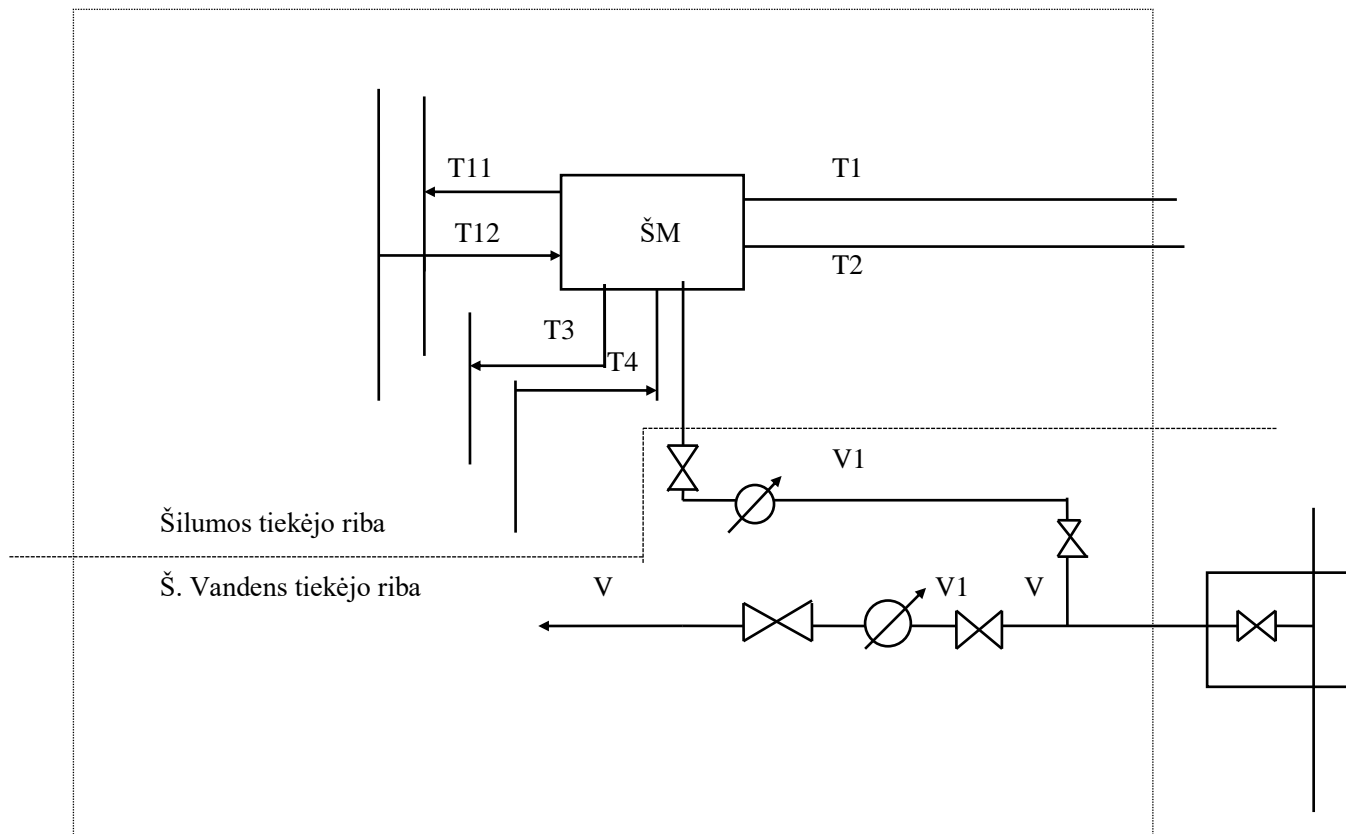 T11
T1
T12
ŠM
T2
T3
T4
V1
Šilumos tiekėjo riba
Š. Vandens tiekėjo riba
V
V1
V